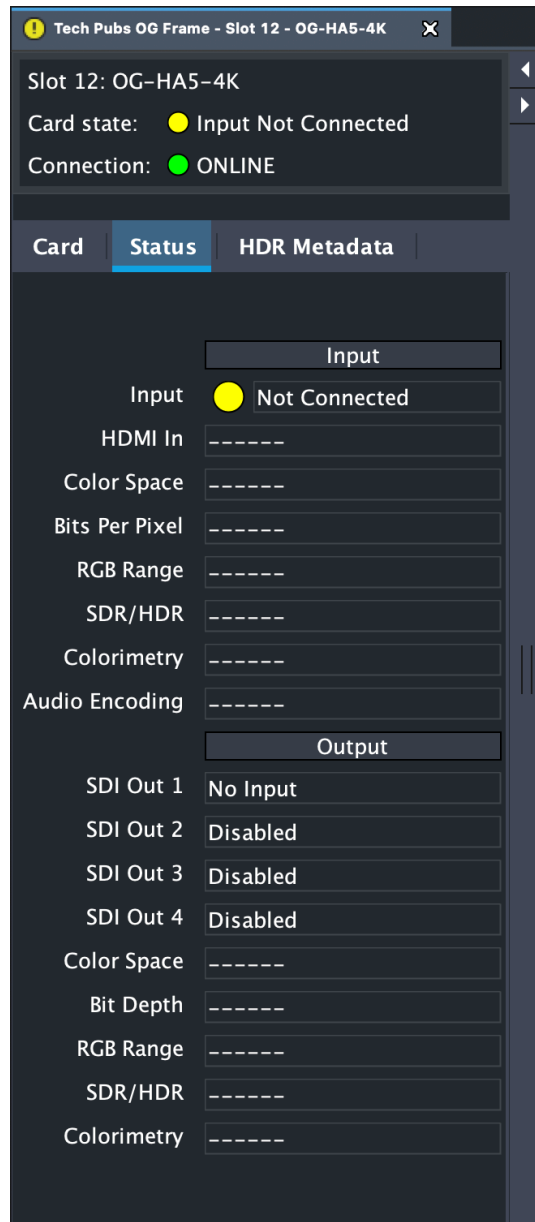 Tech Pubs OG Frame - Slot 12 - OG-HA5-4K
Slot 12: OG-HA5-4K
Card state: Input Not Connected
Connection: ONLINE
Card Status HDR Metadata
Input
Input Not Connected
HDMI In ------
Color Space ------
Bits Per Pixel ------
RGB Range ------
SDR/HDR ------
Colorimetry ------
Audio Encoding ------
Output
SDI Out 1 No Input
SDI Out 2 Disabled
SDI Out 3 Disabled
SDI Out 4 Disabled
Color Space ------
Bit Depth ------
RGB Range ------
SDR/HDR ------
Colorimetry ------